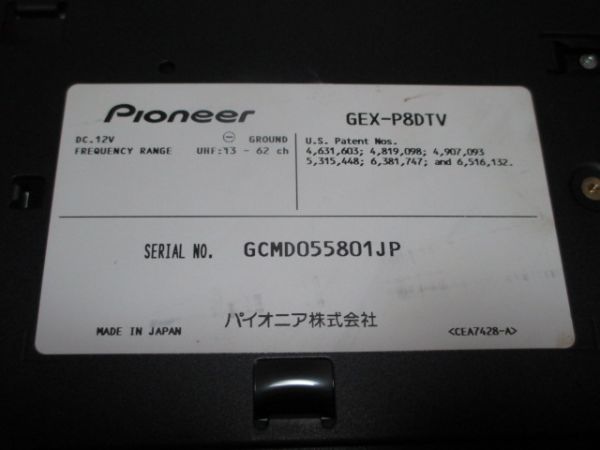 Pioneer
GEX-P8DTV
DC.12V ⊖ GROUND
FREQUENCY RANGE UHF:13 - 62 ch
U.S. Patent Nos.
4,631,603; 4,819,098; 4,907,093
5,315,448; 6,381,747; and 6,516,132.
SERIAL NO. GCMD055801JP
パイオニア株式会社
MADE IN JAPAN
<CEA7428-A>